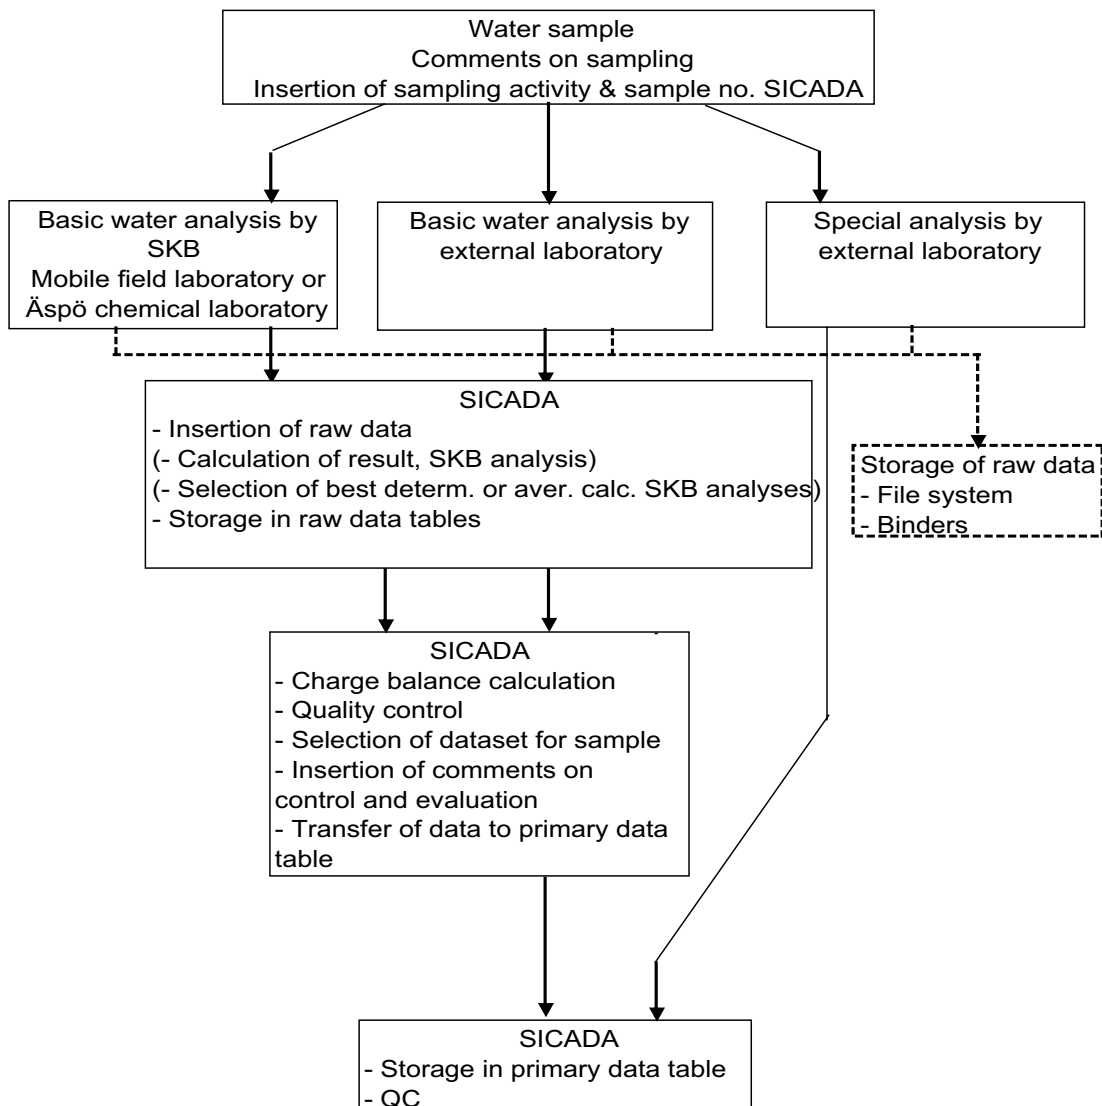 Water sample
Comments on sampling
Insertion of sampling activity & sample no. SICADA
Basic water analysis by
SKB
Mobile field laboratory or
Äspö chemical laboratory
Basic water analysis by
external laboratory
Special analysis by
external laboratory
SICADA
- Insertion of raw data
(- Calculation of result, SKB analysis)
(- Selection of best determ. or aver. calc. SKB analyses)
- Storage in raw data tables
Storage of raw data
- File system
- Binders
SICADA
- Charge balance calculation
- Quality control
- Selection of dataset for sample
- Insertion of comments on
control and evaluation
- Transfer of data to primary data
table
SICADA
- Storage in primary data table
- QC